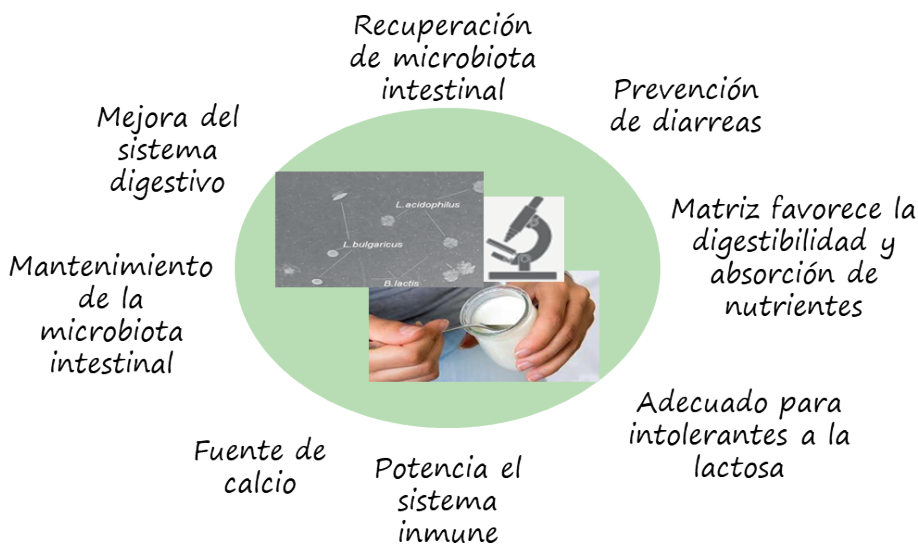 Recuperación
de microbiota
intestinal
Prevención
de diarreas
Matriz favorece la
digestibilidad y
absorción de
nutrientes
Adecuado para
intolerantes a la
lactosa
Potencia el
sistema
inmune
Fuente de
calcio
Mantenimiento
de la
microbiota
intestinal
Mejora del
sistema
digestivo
L.acidophilus
L.bulgaricus
B.lactis